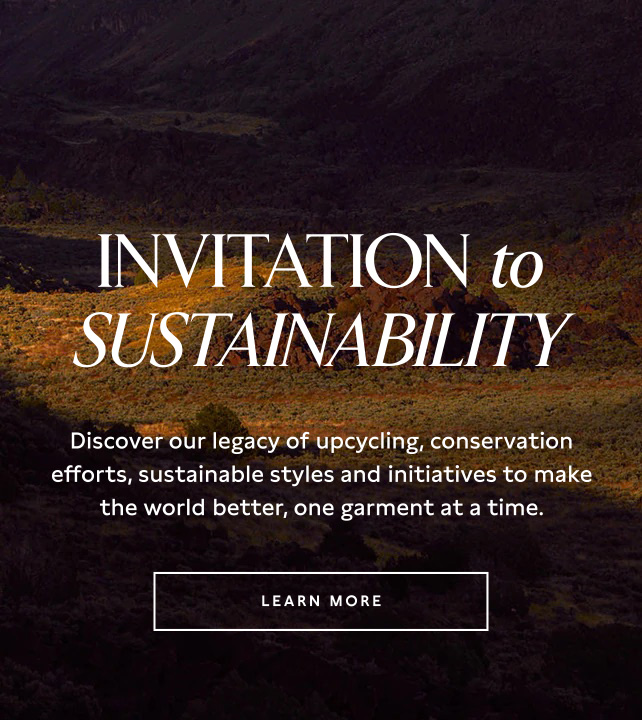 INVITATION to
SUSTAINABILITY
Discover our legacy of upcycling, conservation
efforts, sustainable styles and initiatives to make
the world better, one garment at a time.
LEARN MORE